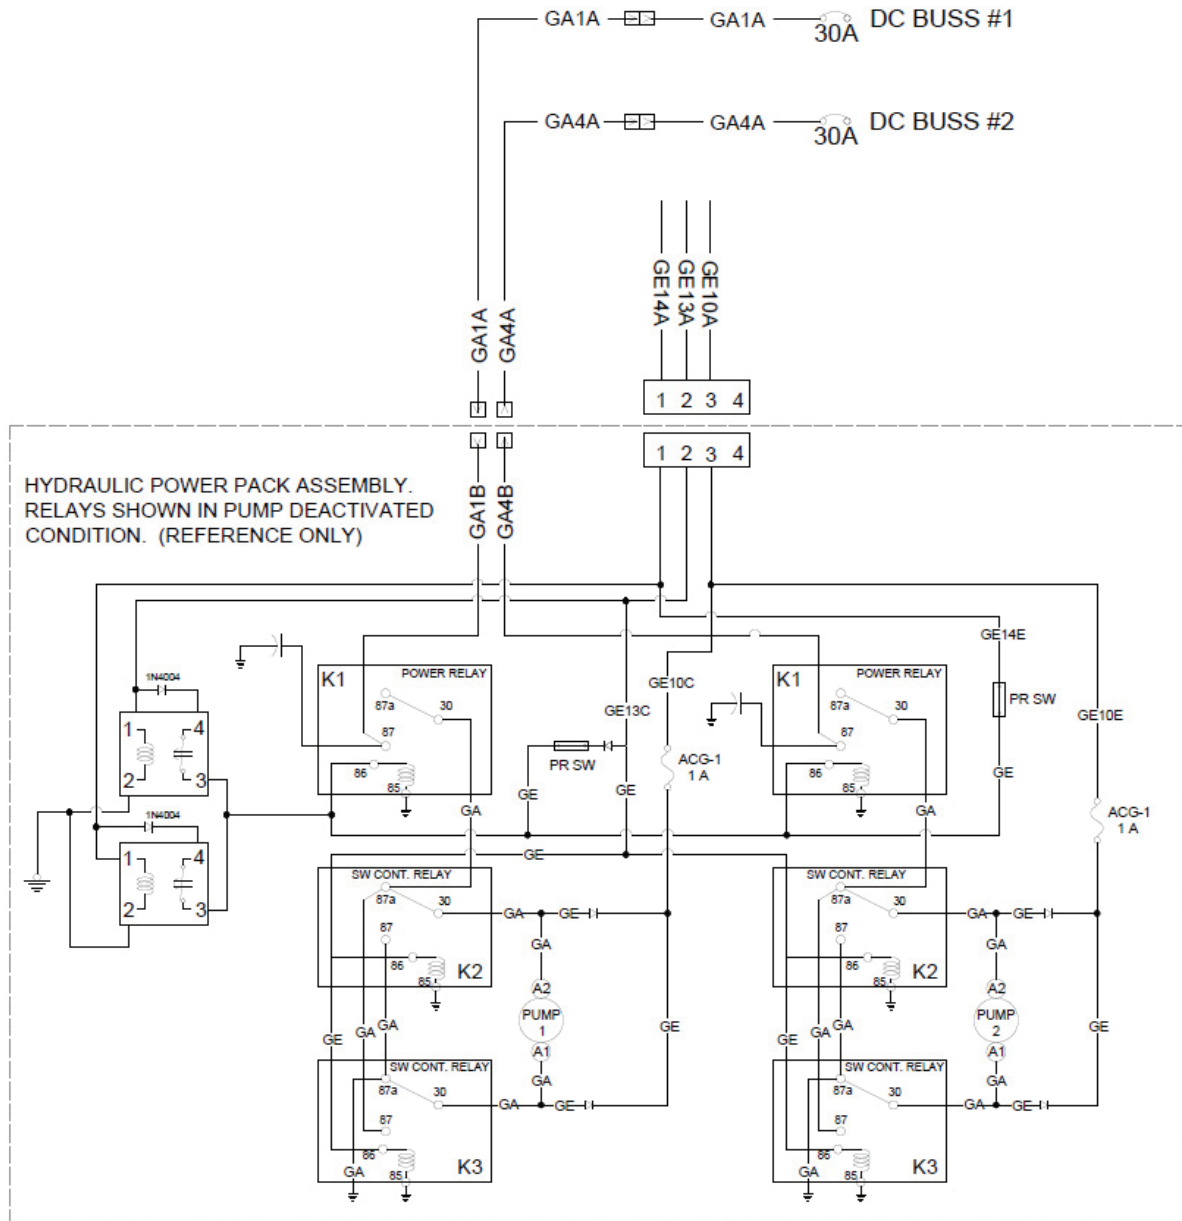 GA1A GA1A 30A DC BUSS #1
GA4A GA4A 30A DC BUSS #2
GE14A GE13A GE10A
GA1A GA4A
1 2 3 4
1 2 3 4
HYDRAULIC POWER PACK ASSEMBLY.
RELAYS SHOWN IN PUMP DEACTIVATED
CONDITION. (REFERENCE ONLY)
GA1B GA4B
GE14E
1N4004
K1 POWER RELAY
87a 30
87
86
85
GE13C
GE10C
K1 POWER RELAY
87a 30
87
86
85
PR SW
GE10E
1 4
2 3
PR SW
ACG-1
1 A
GE
GE
GE
GA
GA
ACG-1
1 A
1N4004
1 4
2 3
GE
SW CONT. RELAY
87a 30
87
86
85
K2
GA GE
GA
A2
PUMP
1
A1
GA
SW CONT. RELAY
87a 30
87
86
85
K2
GA GE
GA
A2
PUMP
2
A1
GA
GE GA GA
GE
GE
GA GA
GE
SW CONT. RELAY
87a 30
87
86
85
GA
K3
GA GE
SW CONT. RELAY
87a 30
87
86
85
GA
K3
GA GE